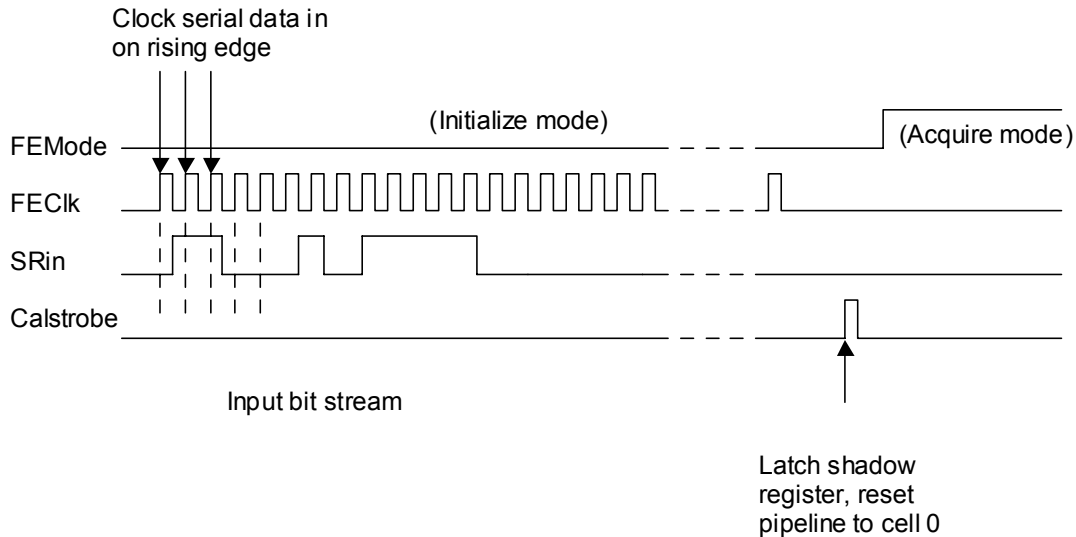 Clock serial data in
on rising edge
(Initialize mode)
(Acquire mode)
FEMode
FEClk
SRin
Calstrobe
Input bit stream
Latch shadow
register, reset
pipeline to cell 0